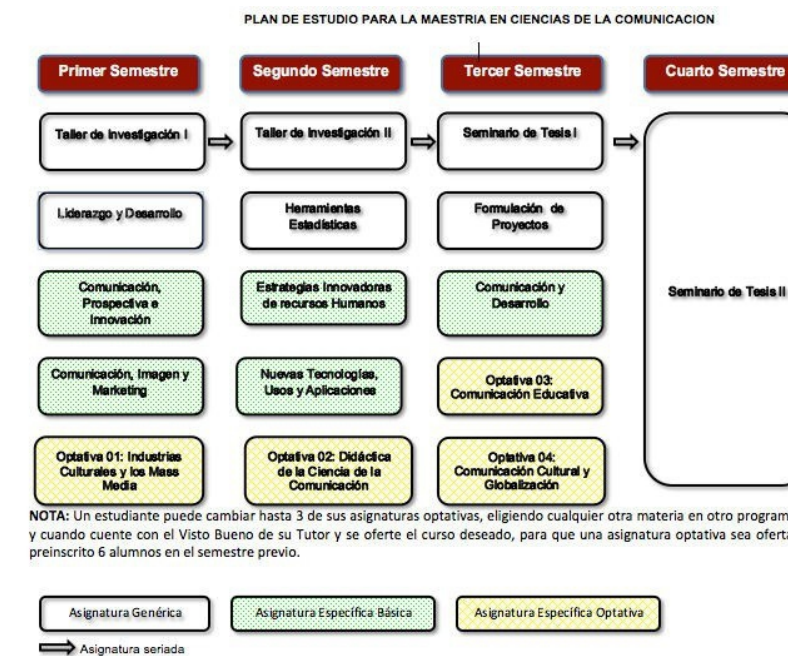 PLAN DE ESTUDIO PARA LA MAESTRIA EN CIENCIAS DE LA COMUNICACION
Primer Semestre
Segundo Semestre
Tercer Semestre
Cuarto Semestre
Taller de Investigación I
Taller de Investigación II
Seminario de Tesis I
Liderazgo y Desarrollo
Herramientas
Estadísticas
Formulación de
Proyectos
Comunicación,
Prospectiva e
Innovación
Estrategias Innovadoras
de recursos Humanos
Comunicación y
Desarrollo
Seminario de Tesis II
Comunicación, Imagen y
Marketing
Nuevas Tecnologías,
Usos y Aplicaciones
Optativa 03:
Comunicación Educativa
Optativa 01: Industrias
Culturales y los Mass
Media
Optativa 02: Didáctica
de la Ciencia de la
Comunicación
Optativa 04:
Comunicación Cultural y
Globalización
NOTA: Un estudiante puede cambiar hasta 3 de sus asignaturas optativas, eligiendo cualquier otra materia en otro
y cuando cuente con el Visto Bueno de su Tutor y se oferte el curso deseado, para que una asignatura optativa sea
preinscrito 6 alumnos en el semestre previo.
Asignatura Genérica
Asignatura Específica Básica
Asignatura Específica Optativa
Asignatura seriada